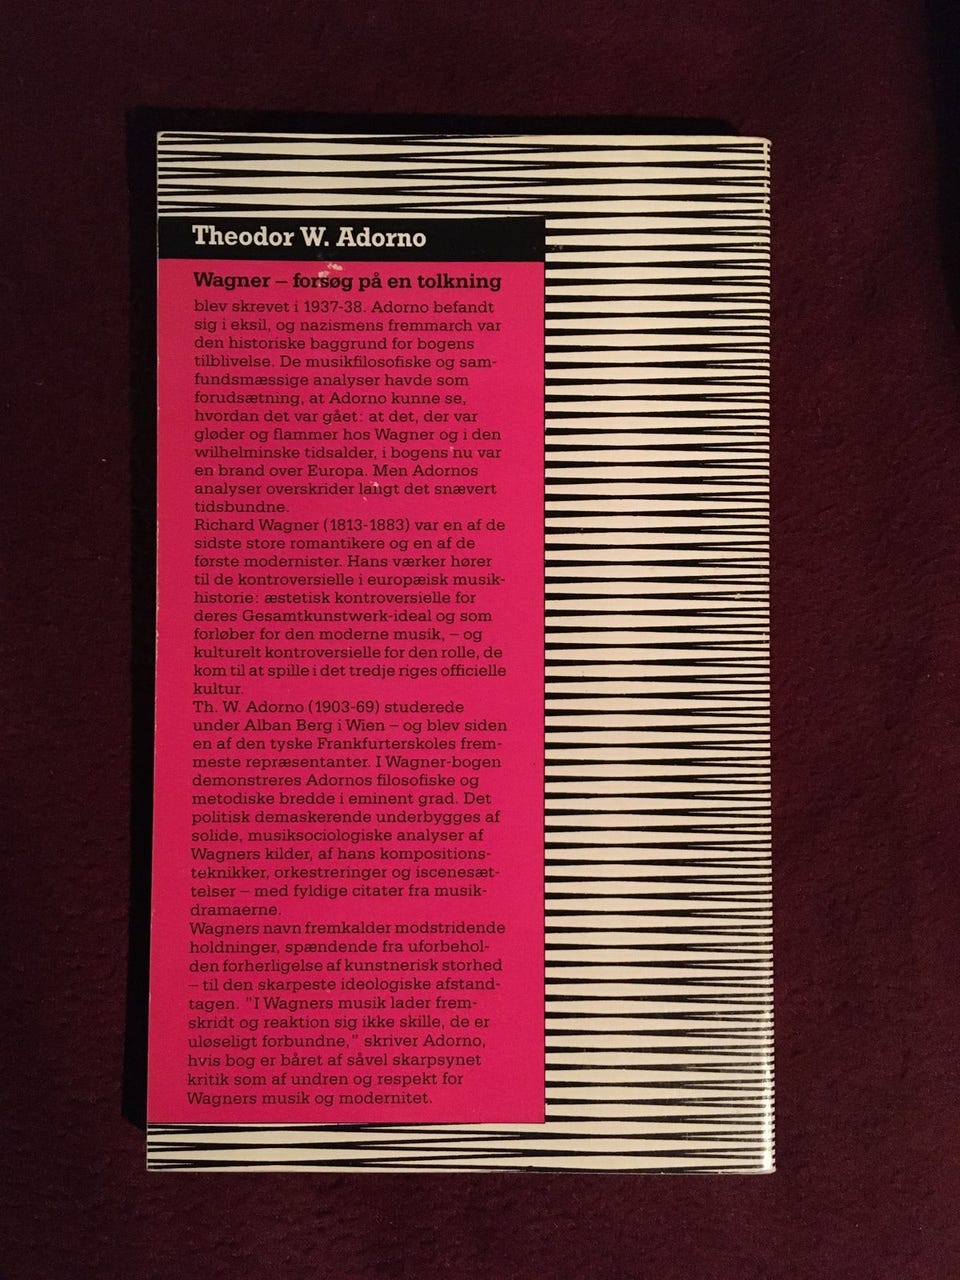 Theodor W. Adorno
Wagner – forsøg på en tolkning
blev skrevet i 1937-38. Adorno befandt
sig i eksil, og nazismens fremmarch var
den historiske baggrund for bogens
tilblivelse. De musikfilosofiske og sam-
fundsmæssige analyser havde som
forudsætning, at Adorno kunne se,
hvordan det var gået: at det, der var
gløder og flammer hos Wagner og i den
wilhelminske tidsalder, i bogens nu var
en brand over Europa. Men Adornos
analyser overskrider langt det snævert
tidsbundne.
Richard Wagner (1813-1883) var en af de
sidste store romantikere og en af de
første modernister. Hans værker hører
til de kontroversielle i europæisk musik-
historie: æstetisk kontroversielle for
deres Gesamtkunstwerk-ideal og som
forløber for den moderne musik, – og
kulturelt kontroversielle for den rolle, de
kom til at spille i det tredje riges officielle
kultur.
Th. W. Adorno (1903-69) studerede
under Alban Berg i Wien – og blev siden
en af den tyske Frankfurterskoles frem-
meste repræsentanter. I Wagner-bogen
demonstreres Adornos filosofiske og
metodiske bredde i eminent grad. Det
politisk demaskerende underbygges af
solide, musiksociologiske analyser af
Wagners kilder, af hans kompositions-
teknikker, orkestreringer og iscenesæt-
telser – med fyldige citater fra musik-
dramaerne.
Wagners navn fremkalder modstridende
holdninger, spændende fra uforbehol-
den forherligelse af kunstnerisk storhed
– til den skarpeste ideologiske afstand-
tagen. "I Wagners musik lader frem-
skridt og reaktion sig ikke skille, de er
uløseligt forbundne," skriver Adorno,
hvis bog er båret af såvel skarpsynet
kritik som af undren og respekt for
Wagners musik og modernitet.